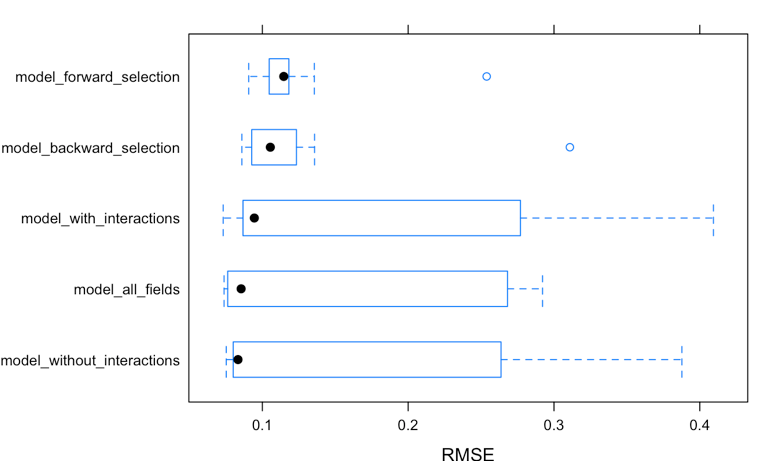 model_forward_selection
model_backward_selection
model_with_interactions
model_all_fields
model_without_interactions
0.1 0.2 0.3 0.4
RMSE